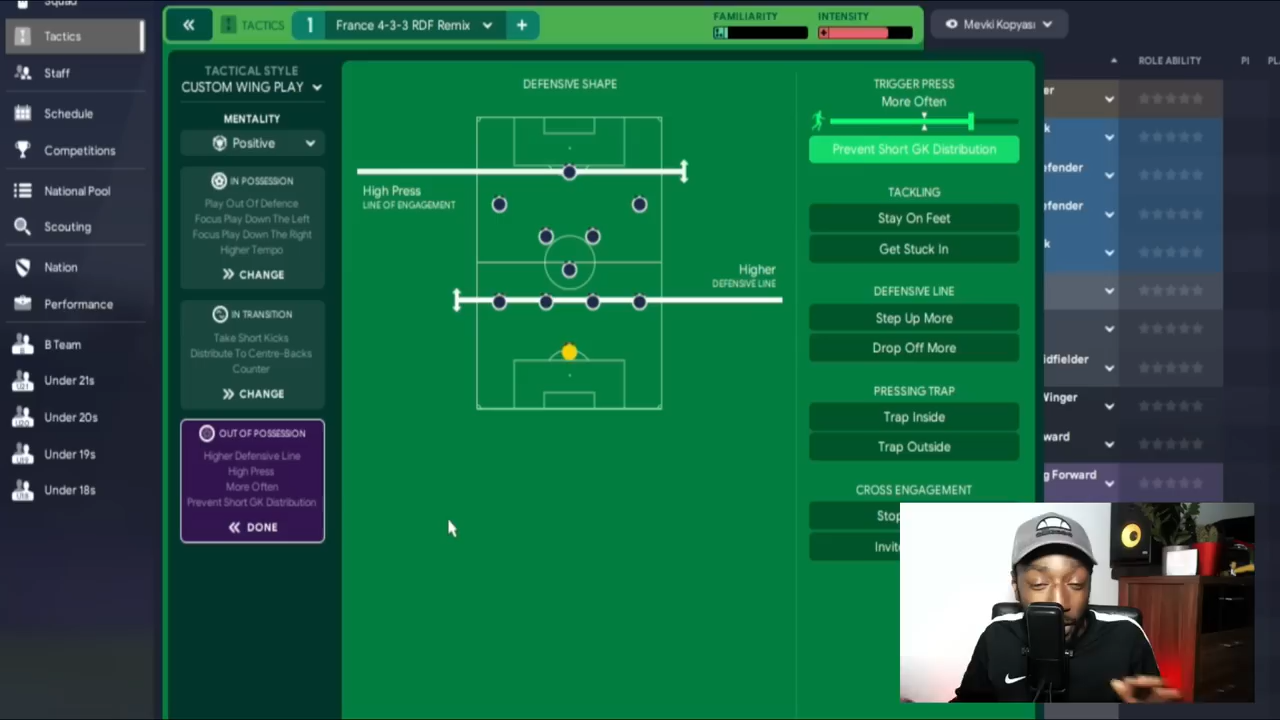 Squad
Tactics
Staff
Schedule
Competitions
National Pool
Scouting
Nation
Performance
B Team
Under 21s
Under 20s
Under 19s
Under 18s
TACTICS
1
France 4-3-3 RDF Remix
+
FAMILIARITY
INTENSITY
Mevki Kopyası
TACTICAL STYLE
CUSTOM WING PLAY
MENTALITY
Positive
IN POSSESSION
Play Out Of Defence
Focus Play Down The Left
Focus Play Down The Right
Higher Tempo
CHANGE
IN TRANSITION
Take Short Kicks
Distribute To Centre-Backs
Counter
CHANGE
OUT OF POSSESSION
Higher Defensive Line
High Press
More Often
Prevent Short GK Distribution
DONE
DEFENSIVE SHAPE
High Press
LINE OF ENGAGEMENT
Higher
DEFENSIVE LINE
TRIGGER PRESS
More Often
Prevent Short GK Distribution
TACKLING
Stay On Feet
Get Stuck In
DEFENSIVE LINE
Step Up More
Drop Off More
PRESSING TRAP
Trap Inside
Trap Outside
CROSS ENGAGEMENT
Stop
Invite
ROLE ABILITY
PI
PL
er
k
efender
efender
k
idfielder
Winger
ward
g Forward